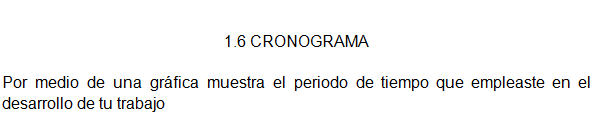 1.6 CRONOGRAMA
Por medio de una gráfica muestra el periodo de tiempo que empleaste en el
desarrollo de tu trabajo